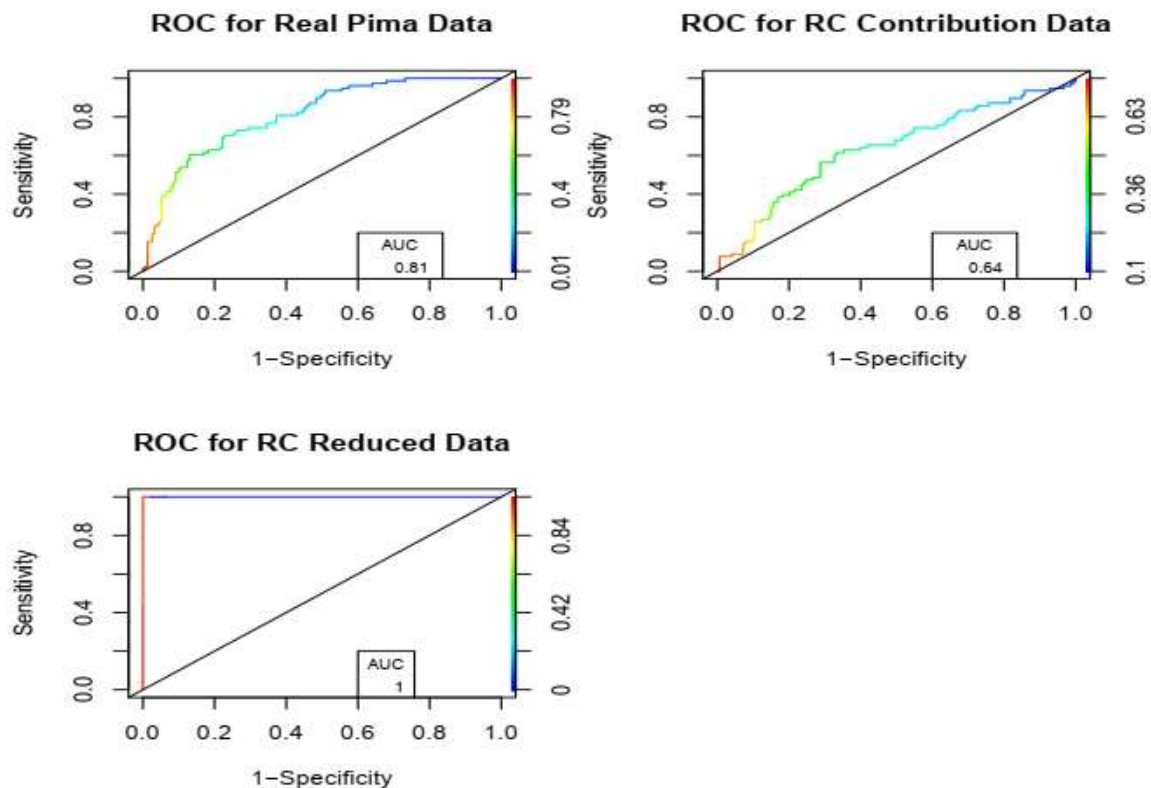 ROC for Real Pima Data
Sensitivity
0.0 0.4 0.8
0.01 0.4 0.79
AUC
0.81
0.0 0.2 0.4 0.6 0.8 1.0
1−Specificity
ROC for RC Contribution Data
Sensitivity
0.0 0.4 0.8
0.1 0.36 0.63
AUC
0.64
0.0 0.2 0.4 0.6 0.8 1.0
1−Specificity
ROC for RC Reduced Data
Sensitivity
0.0 0.4 0.8
0 0.42 0.84
AUC
1
0.0 0.2 0.4 0.6 0.8 1.0
1−Specificity